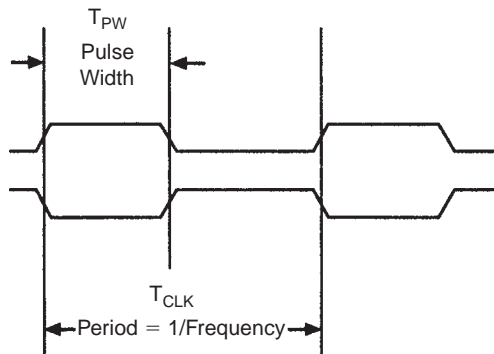 T_PW
Pulse
Width
T_CLK
Period = 1/Frequency